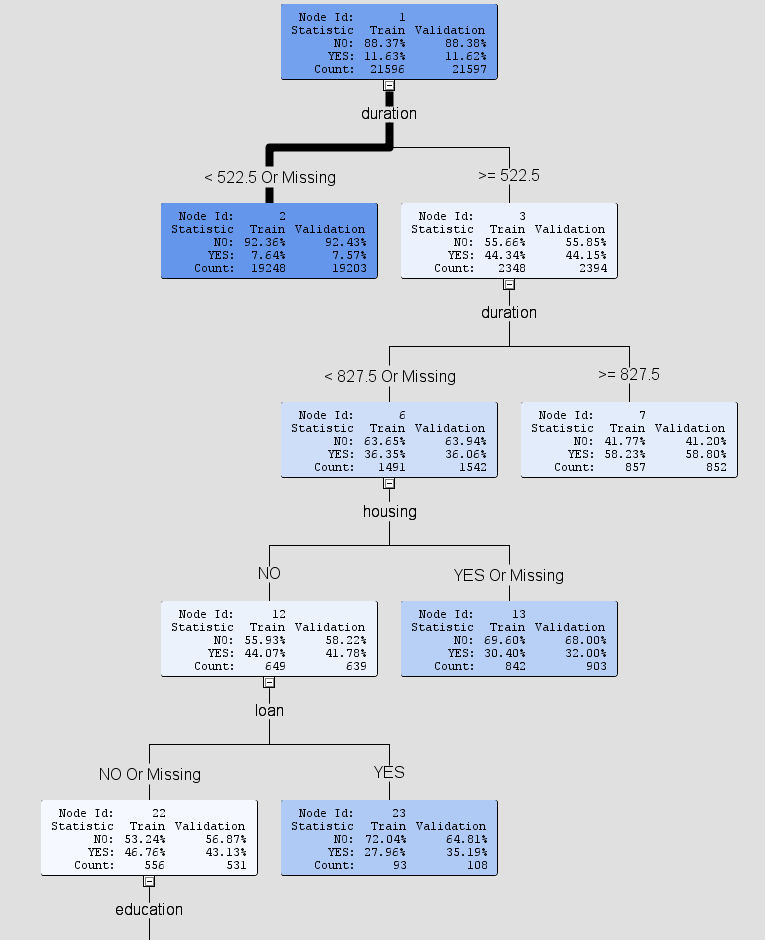 Node Id: 1
Statistic Train Validation
NO: 88.37% 88.38%
YES: 11.63% 11.62%
Count: 21596 21597
duration
< 522.5 Or Missing
>= 522.5
Node Id: 2
Statistic Train Validation
NO: 92.36% 92.43%
YES: 7.64% 7.57%
Count: 19248 19203
Node Id: 3
Statistic Train Validation
NO: 55.66% 55.85%
YES: 44.34% 44.15%
Count: 2348 2394
duration
< 827.5 Or Missing
>= 827.5
Node Id: 6
Statistic Train Validation
NO: 63.65% 63.94%
YES: 36.35% 36.06%
Count: 1491 1542
Node Id: 7
Statistic Train Validation
NO: 41.77% 41.20%
YES: 58.23% 58.80%
Count: 857 852
housing
NO
YES Or Missing
Node Id: 12
Statistic Train Validation
NO: 55.93% 58.22%
YES: 44.07% 41.78%
Count: 649 639
Node Id: 13
Statistic Train Validation
NO: 69.60% 68.00%
YES: 30.40% 32.00%
Count: 842 903
loan
NO Or Missing
YES
Node Id: 22
Statistic Train Validation
NO: 53.24% 56.87%
YES: 46.76% 43.13%
Count: 556 531
Node Id: 23
Statistic Train Validation
NO: 72.04% 64.81%
YES: 27.96% 35.19%
Count: 93 108
education